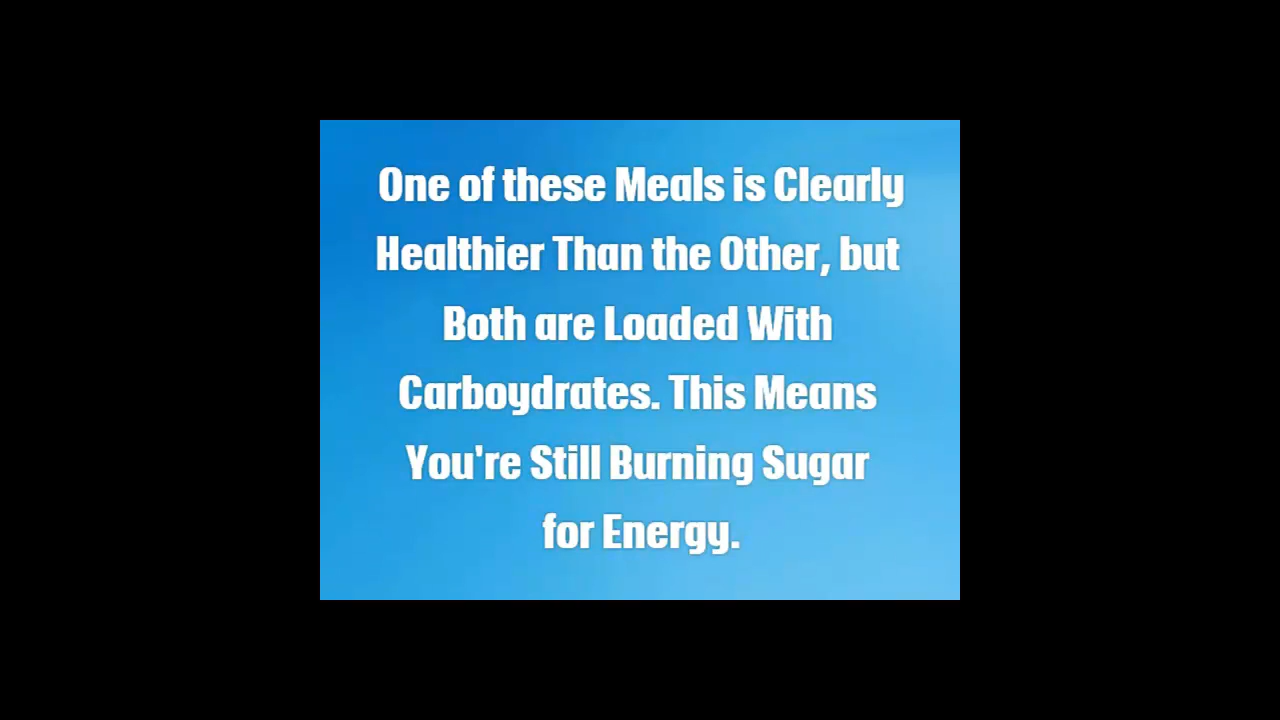 One of these Meals is Clearly
Healthier Than the Other, but
Both are Loaded With
Carboydrates. This Means
You're Still Burning Sugar
for Energy.